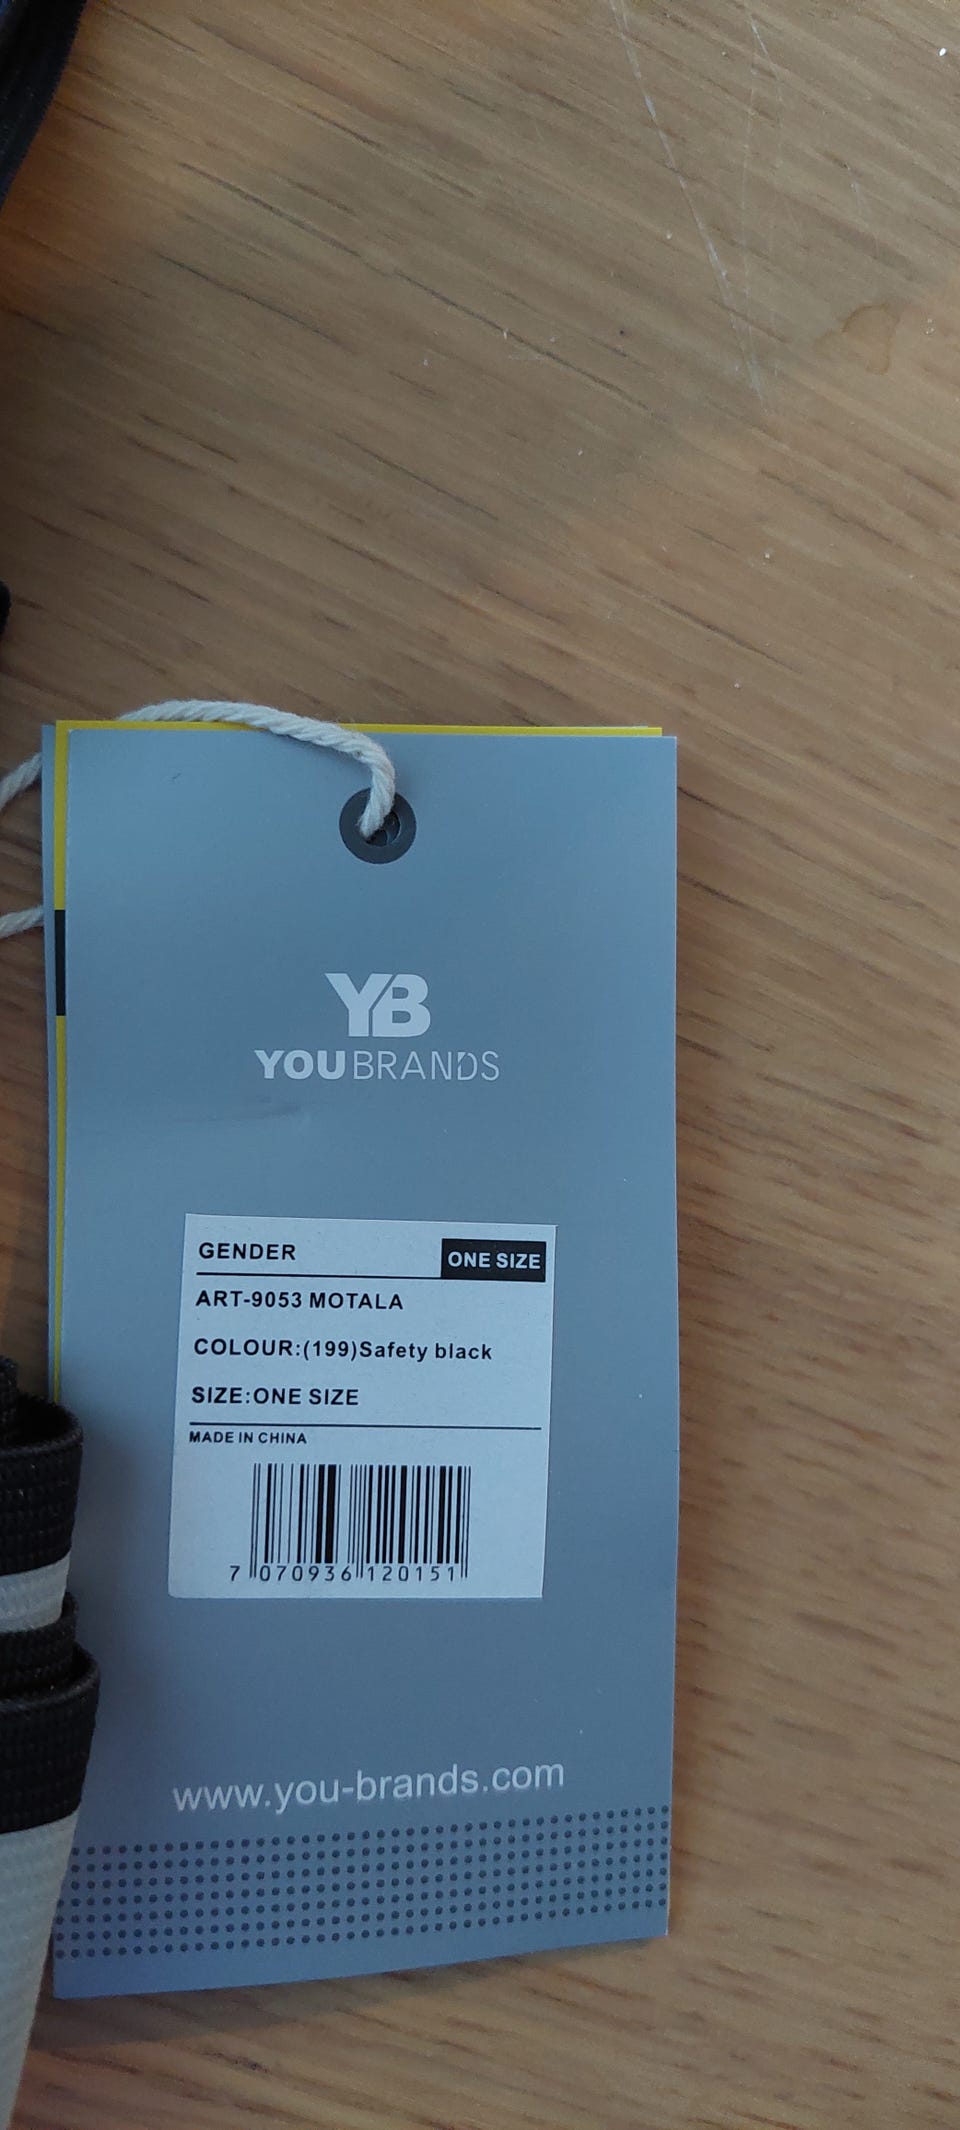 YB
YOUBRANDS
GENDER
ONE SIZE
ART-9053 MOTALA
COLOUR:(199)Safety black
SIZE:ONE SIZE
MADE IN CHINA
7 070936 120151
www.you-brands.com